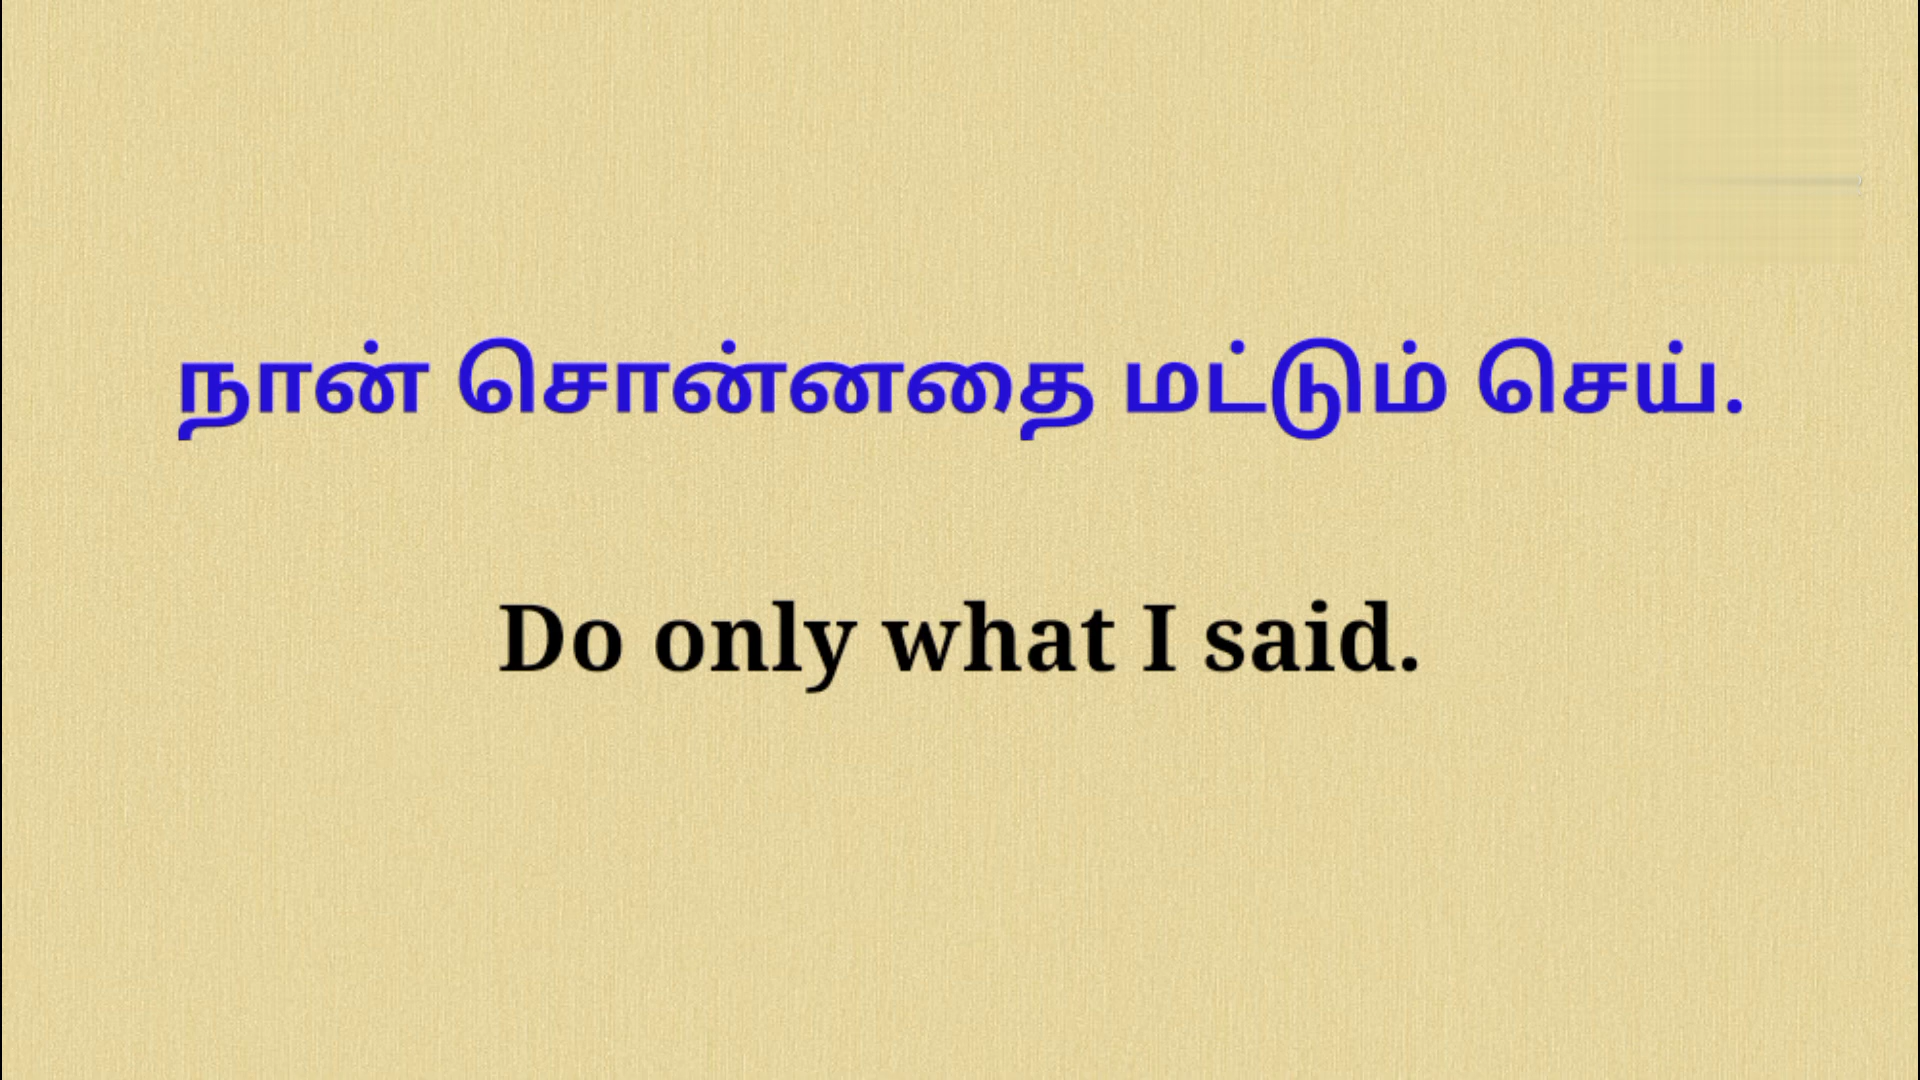 நான் சொன்னதை மட்டும் செய்.
Do only what I said.